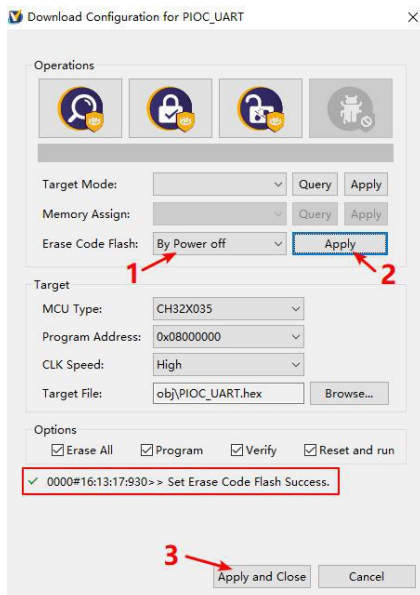 Download Configuration for PIOC_UART
Operations
Target Mode: Query Apply
Memory Assign: Query Apply
Erase Code Flash: By Power off Apply
1
2
Target
MCU Type: CH32X035
Program Address: 0x08000000
CLK Speed: High
Target File: obj\PIOC_UART.hex Browse...
Options
Erase All Program Verify Reset and run
0000#16:13:17:930>> Set Erase Code Flash Success.
3
Apply and Close Cancel